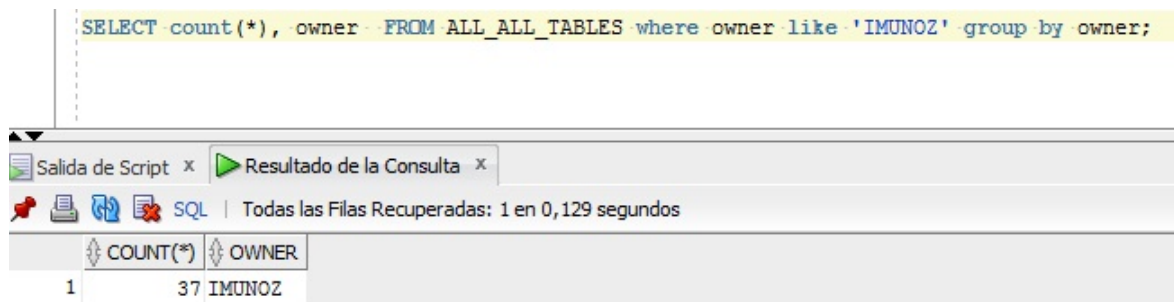 SELECT count(*), owner  FROM ALL_ALL_TABLES where owner like 'IMUNOZ' group by owner;
Salida de Script x Resultado de la Consulta x
SQL | Todas las Filas Recuperadas: 1 en 0,129 segundos
COUNT(*) OWNER
1 37 IMUNOZ